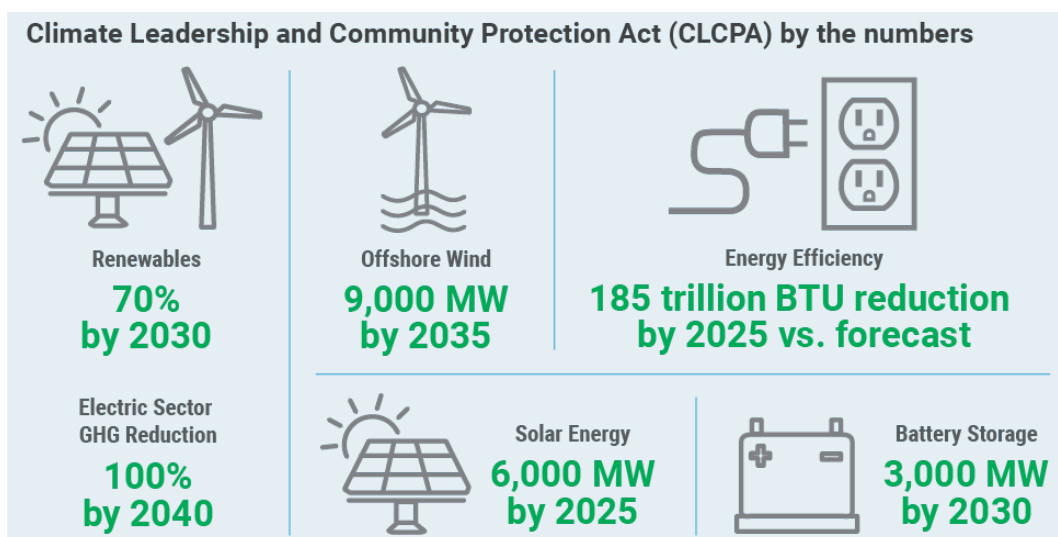 Climate Leadership and Community Protection Act (CLCPA) by the numbers
Renewables
70%
by 2030
Electric Sector
GHG Reduction
100%
by 2040
Offshore Wind
9,000 MW
by 2035
Energy Efficiency
185 trillion BTU reduction
by 2025 vs. forecast
Solar Energy
6,000 MW
by 2025
Battery Storage
3,000 MW
by 2030